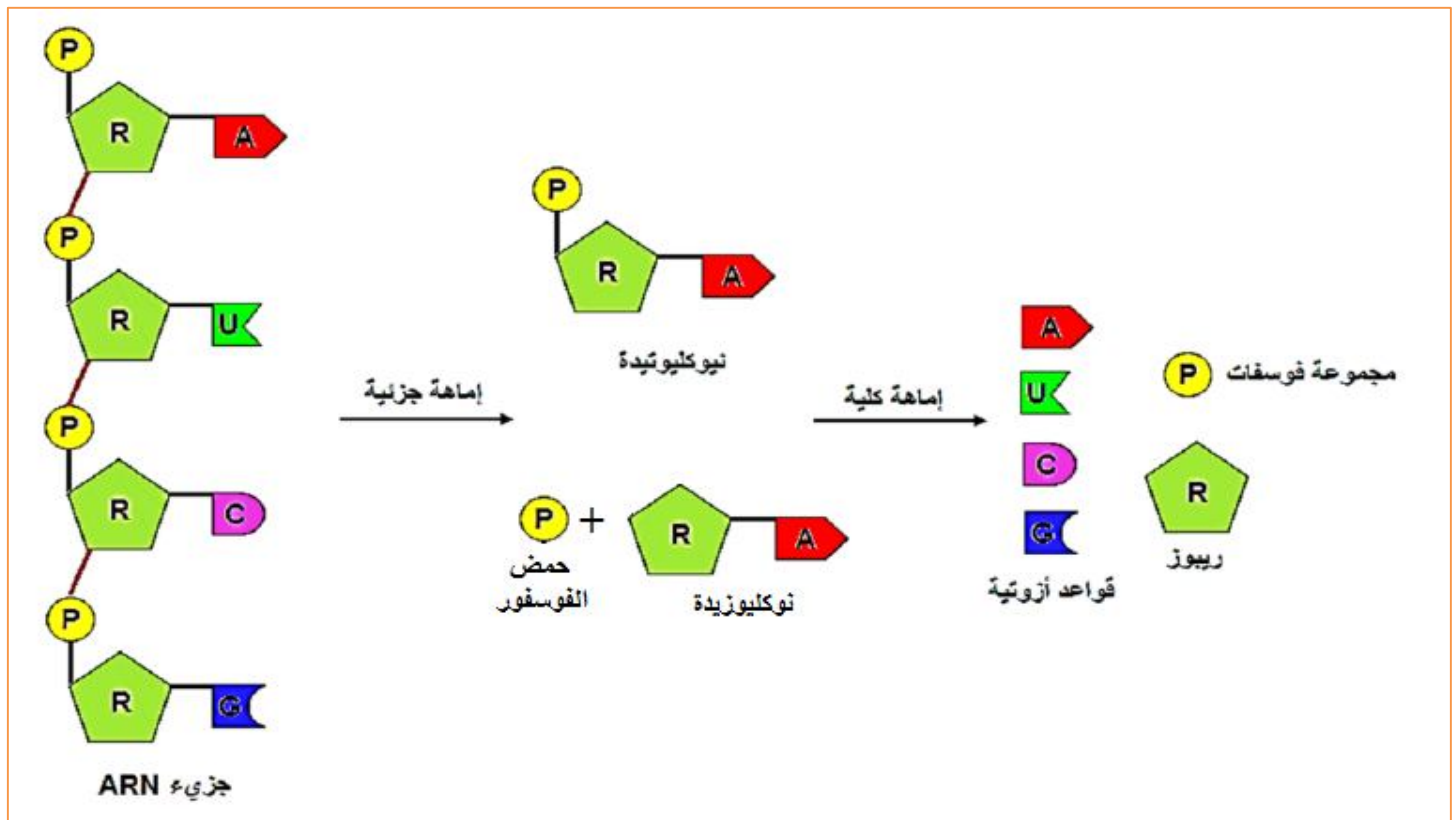 P
R A
P
R U
P
R C
P
R G
جزيء ARN
إماهة جزئية
P
R A
نيوكليوتيدة
P + R A
حمض
الفوسفور
نوكليوزيدة
إماهة كلية
A
U
C
G
قواعد أزوتية
P مجموعة فوسفات
R
ريبوز